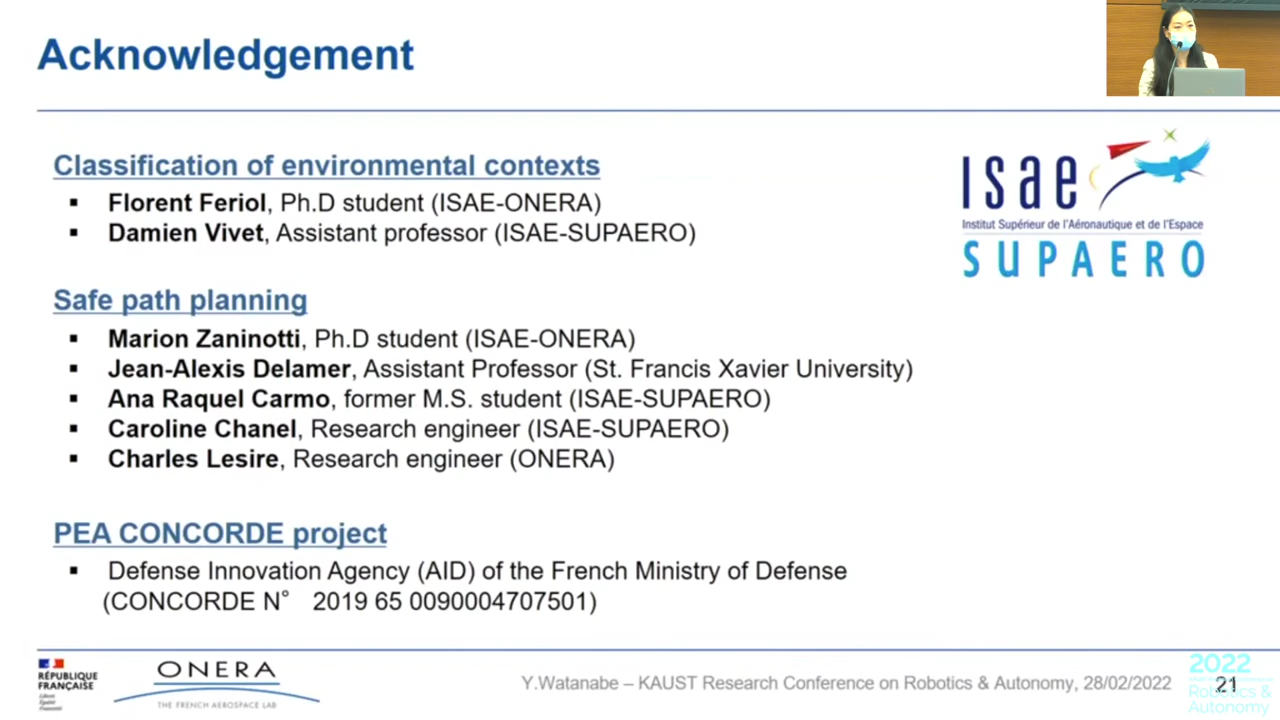 Acknowledgement
Classification of environmental contexts
▪ Florent Feriol, Ph.D student (ISAE-ONERA)
▪ Damien Vivet, Assistant professor (ISAE-SUPAERO)
isae
Institut Supérieur de l'Aéronautique et de l'Espace
SUPAERO
Safe path planning
▪ Marion Zaninotti, Ph.D student (ISAE-ONERA)
▪ Jean-Alexis Delamer, Assistant Professor (St. Francis Xavier University)
▪ Ana Raquel Carmo, former M.S. student (ISAE-SUPAERO)
▪ Caroline Chanel, Research engineer (ISAE-SUPAERO)
▪ Charles Lesire, Research engineer (ONERA)
PEA CONCORDE project
▪ Defense Innovation Agency (AID) of the French Ministry of Defense
(CONCORDE N° 2019 65 0090004707501)
RÉPUBLIQUE
FRANÇAISE
Liberté
Égalité
Fraternité
ONERA
THE FRENCH AEROSPACE LAB
Y.Watanabe – KAUST Research Conference on Robotics & Autonomy, 28/02/2022
21
2022
Robotics &
Autonomy